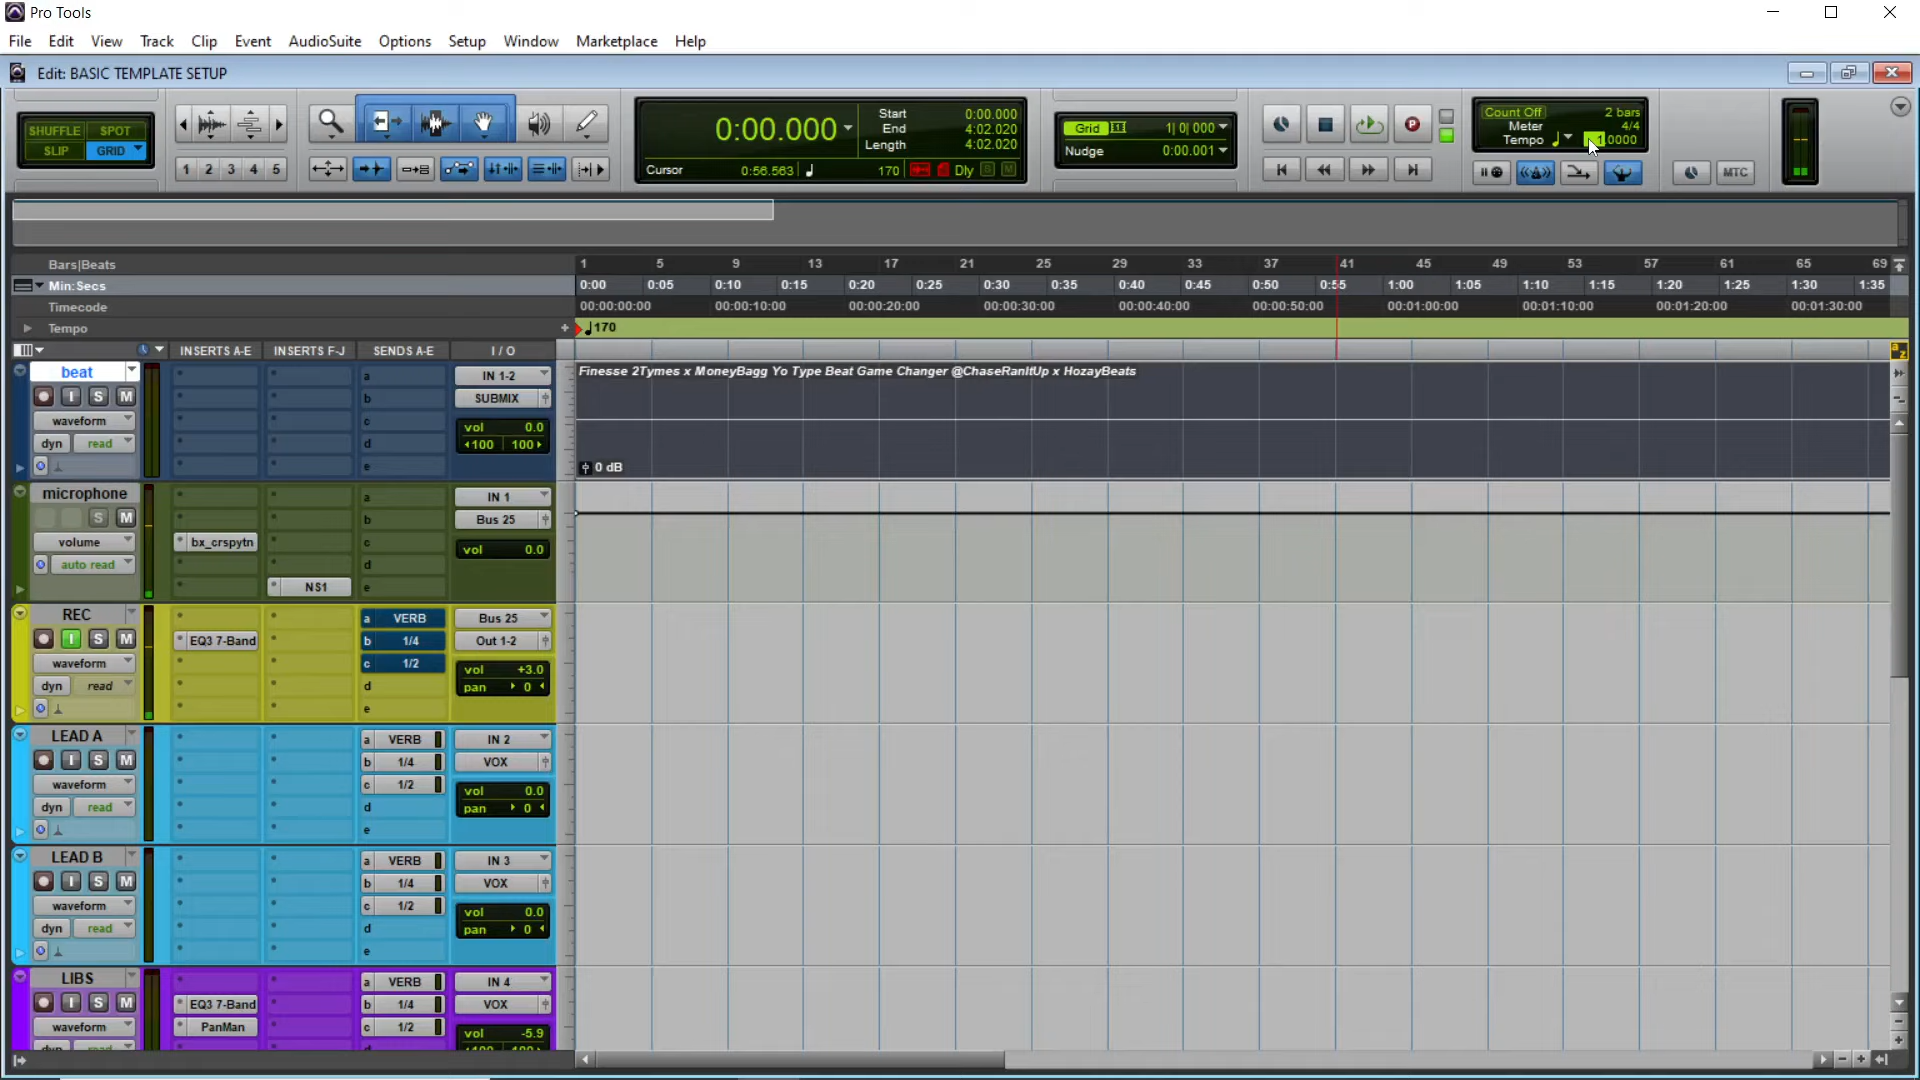 Pro Tools
File Edit View Track Clip Event AudioSuite Options Setup Window Marketplace Help
Edit: BASIC TEMPLATE SETUP
SHUFFLE SPOT
SLIP GRID
1 2 3 4 5
0:00.000
Start 0:00.000
End 4:02.020
Length 4:02.020
Cursor 0:56.563 170 Dly S M
Grid 1| 0| 000
Nudge 0:00.001
Count Off 2 bars
Meter 4/4
Tempo 1 0000
MTC
Bars|Beats 1 5 9 13 17 21 25 29 33 37 41 45 49 53 57 61 65 69
Min:Secs 0:00 0:05 0:10 0:15 0:20 0:25 0:30 0:35 0:40 0:45 0:50 0:55 1:00 1:05 1:10 1:15 1:20 1:25 1:30 1:35
Timecode 00:00:00:00 00:00:10:00 00:00:20:00 00:00:30:00 00:00:40:00 00:00:50:00 00:01:00:00 00:01:10:00 00:01:20:00 00:01:30:00
Tempo + 170
INSERTS A-E INSERTS F-J SENDS A-E I / O
beat a IN 1-2 Finesse 2Tymes x MoneyBagg Yo Type Beat Game Changer @ChaseRanItUp x HozayBeats
I S M b SUBMIX
waveform c vol 0.0
dyn read d 100 100
e 0 dB
microphone a IN 1
S M b Bus 25
volume bx_crspytn c vol 0.0
auto read d
NS1 e
REC a VERB Bus 25
I S M EQ3 7-Band b 1/4 Out 1-2
waveform c 1/2 vol +3.0
dyn read d pan 0
e
LEAD A a VERB IN 2
I S M b 1/4 VOX
waveform c 1/2 vol 0.0
dyn read d pan 0
e
LEAD B a VERB IN 3
I S M b 1/4 VOX
waveform c 1/2 vol 0.0
dyn read d pan 0
e
LIBS a VERB IN 4
I S M EQ3 7-Band b 1/4 VOX
waveform PanMan c 1/2 vol -5.9